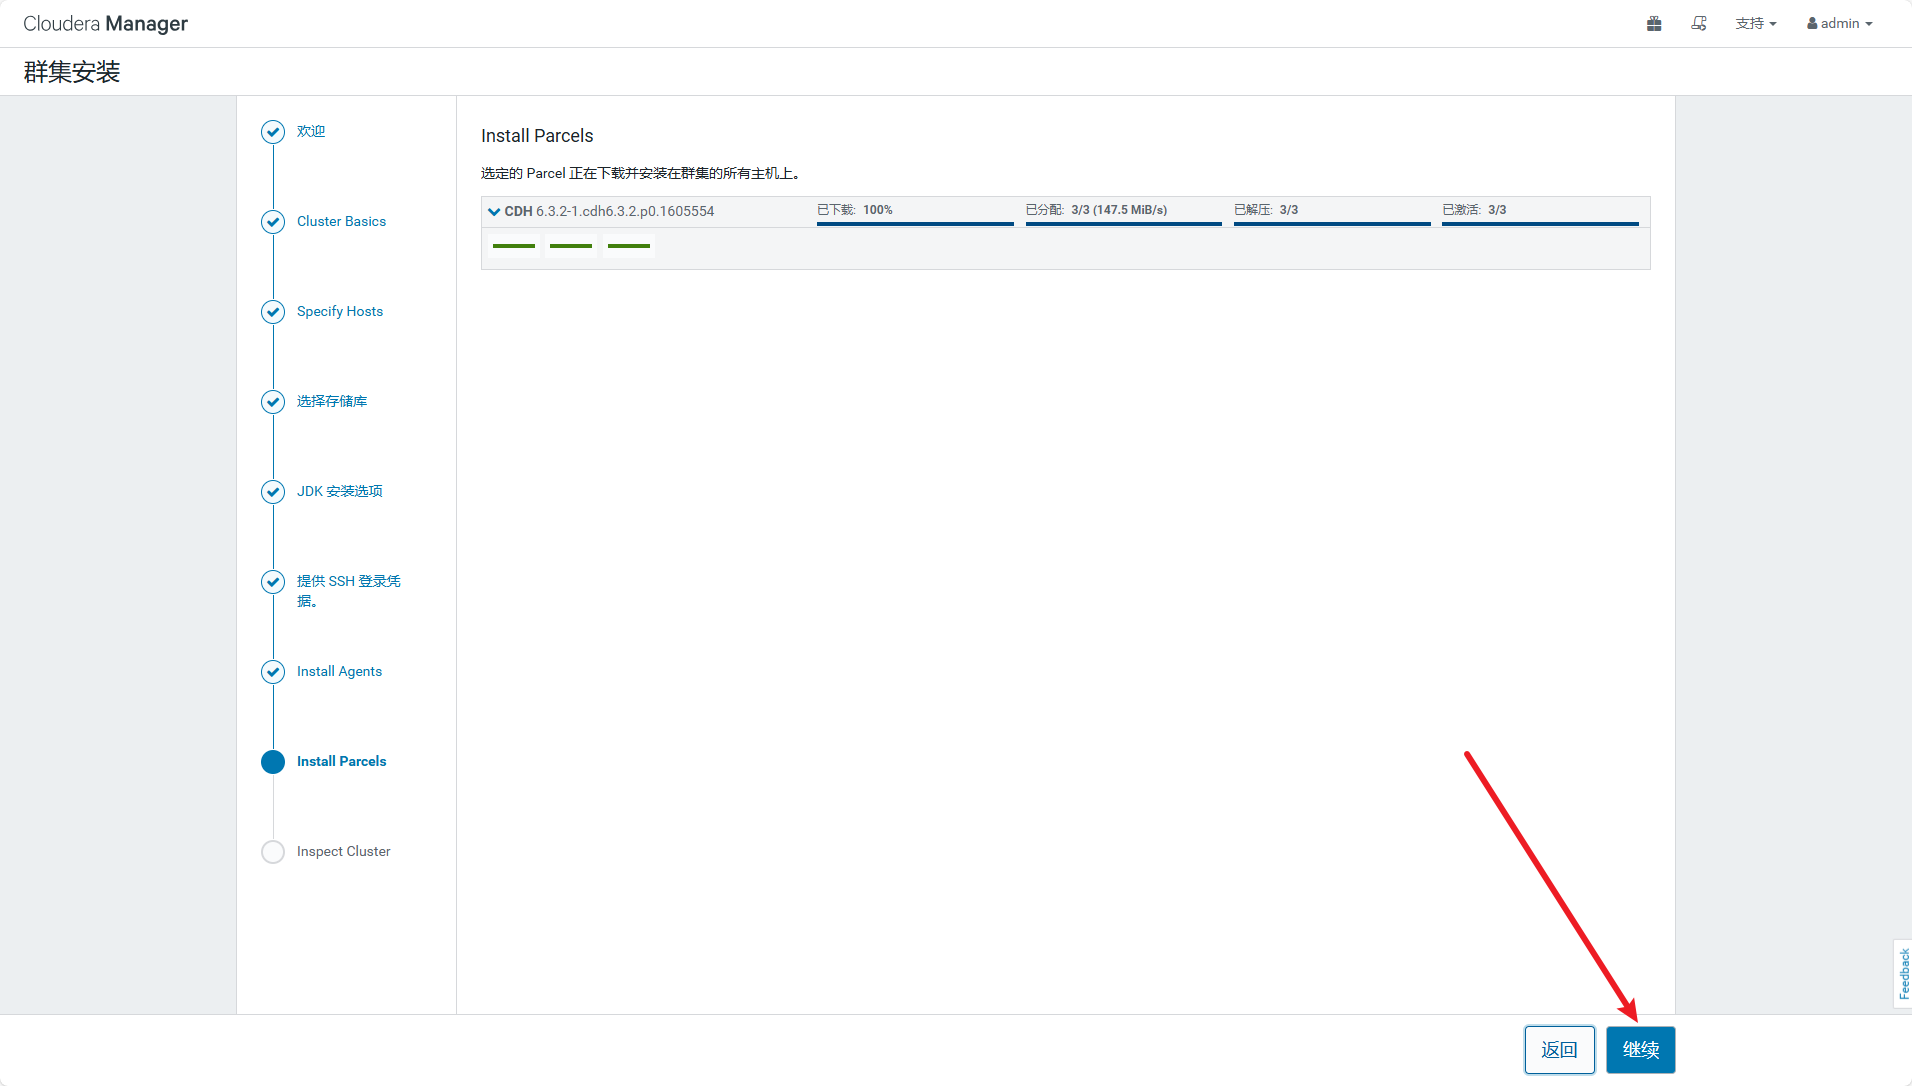 Cloudera Manager
支持
admin
群集安装
欢迎
Cluster Basics
Specify Hosts
选择存储库
JDK 安装选项
提供 SSH 登录凭
据。
Install Agents
Install Parcels
Inspect Cluster
Install Parcels
选定的 Parcel 正在下载并安装在群集的所有主机上。
CDH 6.3.2-1.cdh6.3.2.p0.1605554 已下载: 100% 已分配: 3/3 (147.5 MiB/s) 已解压: 3/3 已激活: 3/3
Feedback
返回
继续